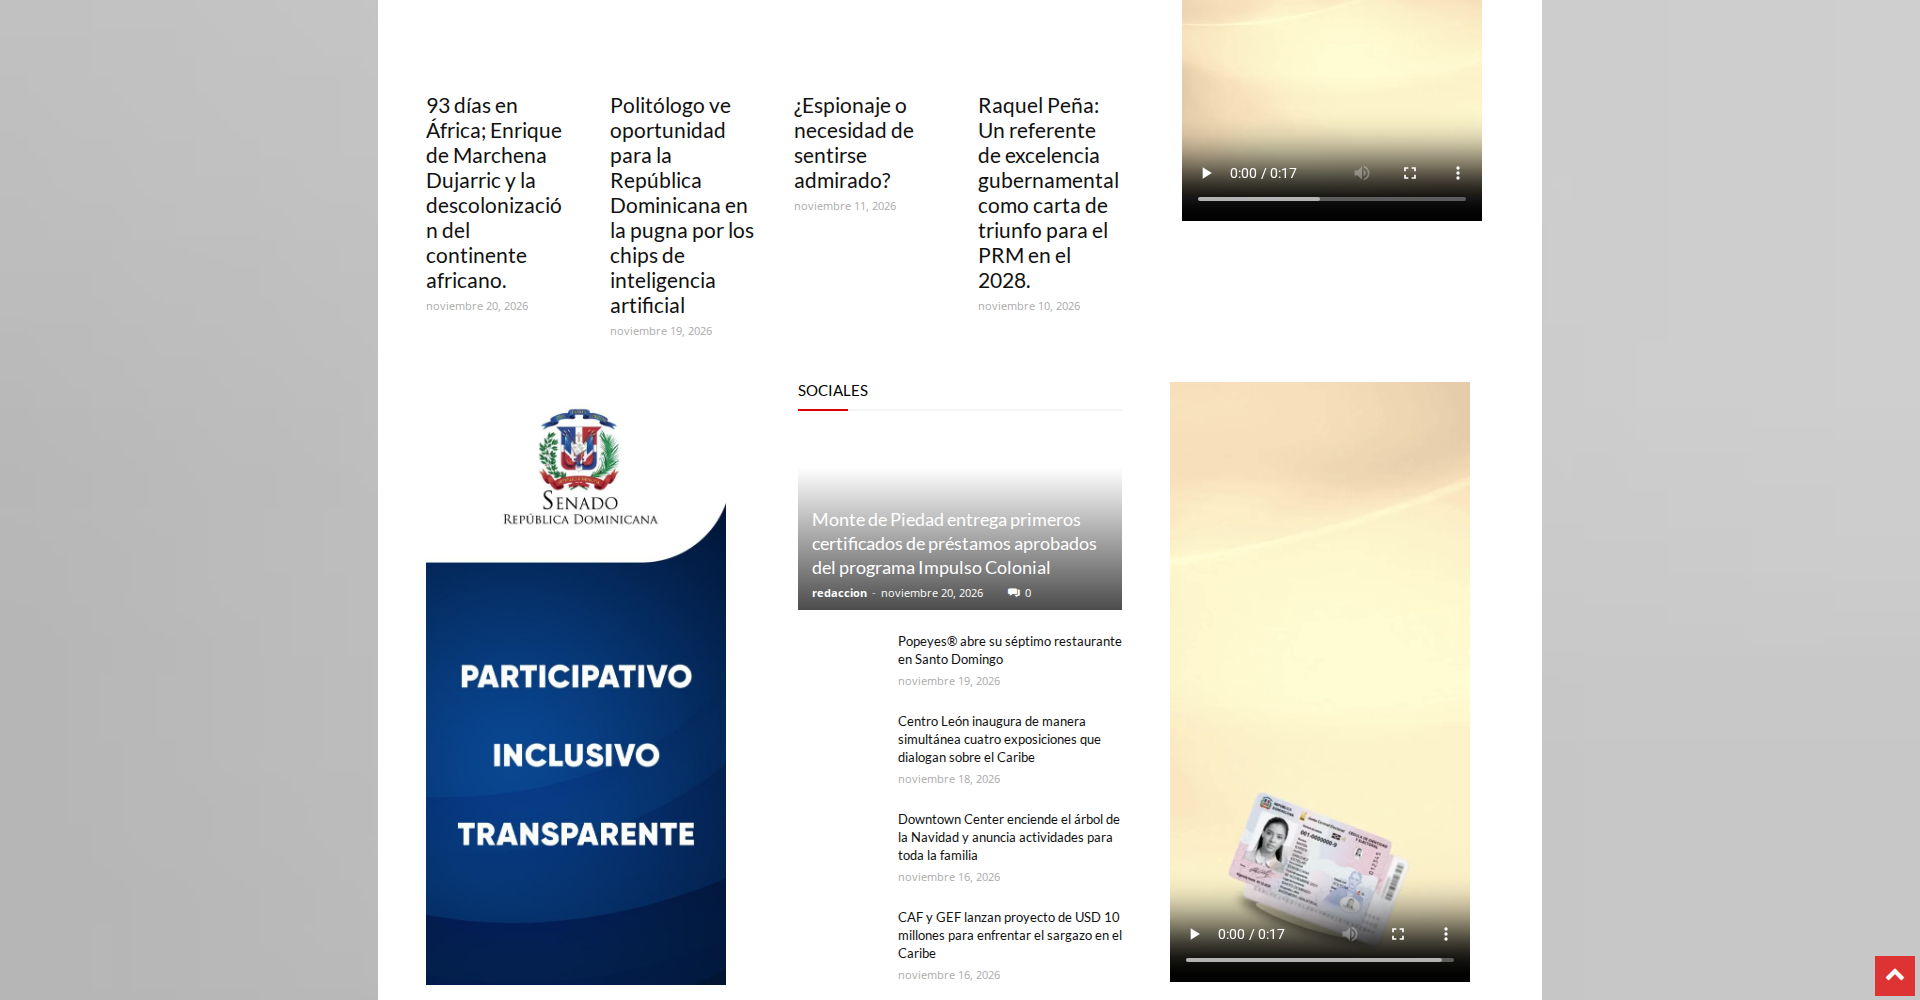 93 días en
África; Enrique
de Marchena
Dujarric y la
descolonizació
n del
continente
africano.
noviembre 20, 2026
Politólogo ve
oportunidad
para la
República
Dominicana en
la pugna por los
chips de
inteligencia
artificial
noviembre 19, 2026
¿Espionaje o
necesidad de
sentirse
admirado?
noviembre 11, 2026
Raquel Peña:
Un referente
de excelencia
gubernamental
como carta de
triunfo para el
PRM en el
2028.
noviembre 10, 2026
0:00 / 0:17
SENADO
REPÚBLICA DOMINICANA
PARTICIPATIVO
INCLUSIVO
TRANSPARENTE
SOCIALES
Monte de Piedad entrega primeros
certificados de préstamos aprobados
del programa Impulso Colonial
redaccion - noviembre 20, 2026 0
Popeyes® abre su séptimo restaurante
en Santo Domingo
noviembre 19, 2026
Centro León inaugura de manera
simultánea cuatro exposiciones que
dialogan sobre el Caribe
noviembre 18, 2026
Downtown Center enciende el árbol de
la Navidad y anuncia actividades para
toda la familia
noviembre 16, 2026
CAF y GEF lanzan proyecto de USD 10
millones para enfrentar el sargazo en el
Caribe
noviembre 16, 2026
001-0000000-9
0:00 / 0:17